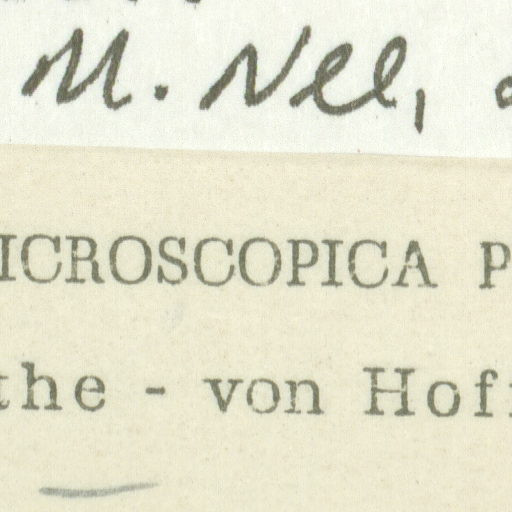 M. Nel,
ICROSCOPICA P
the - von Hof